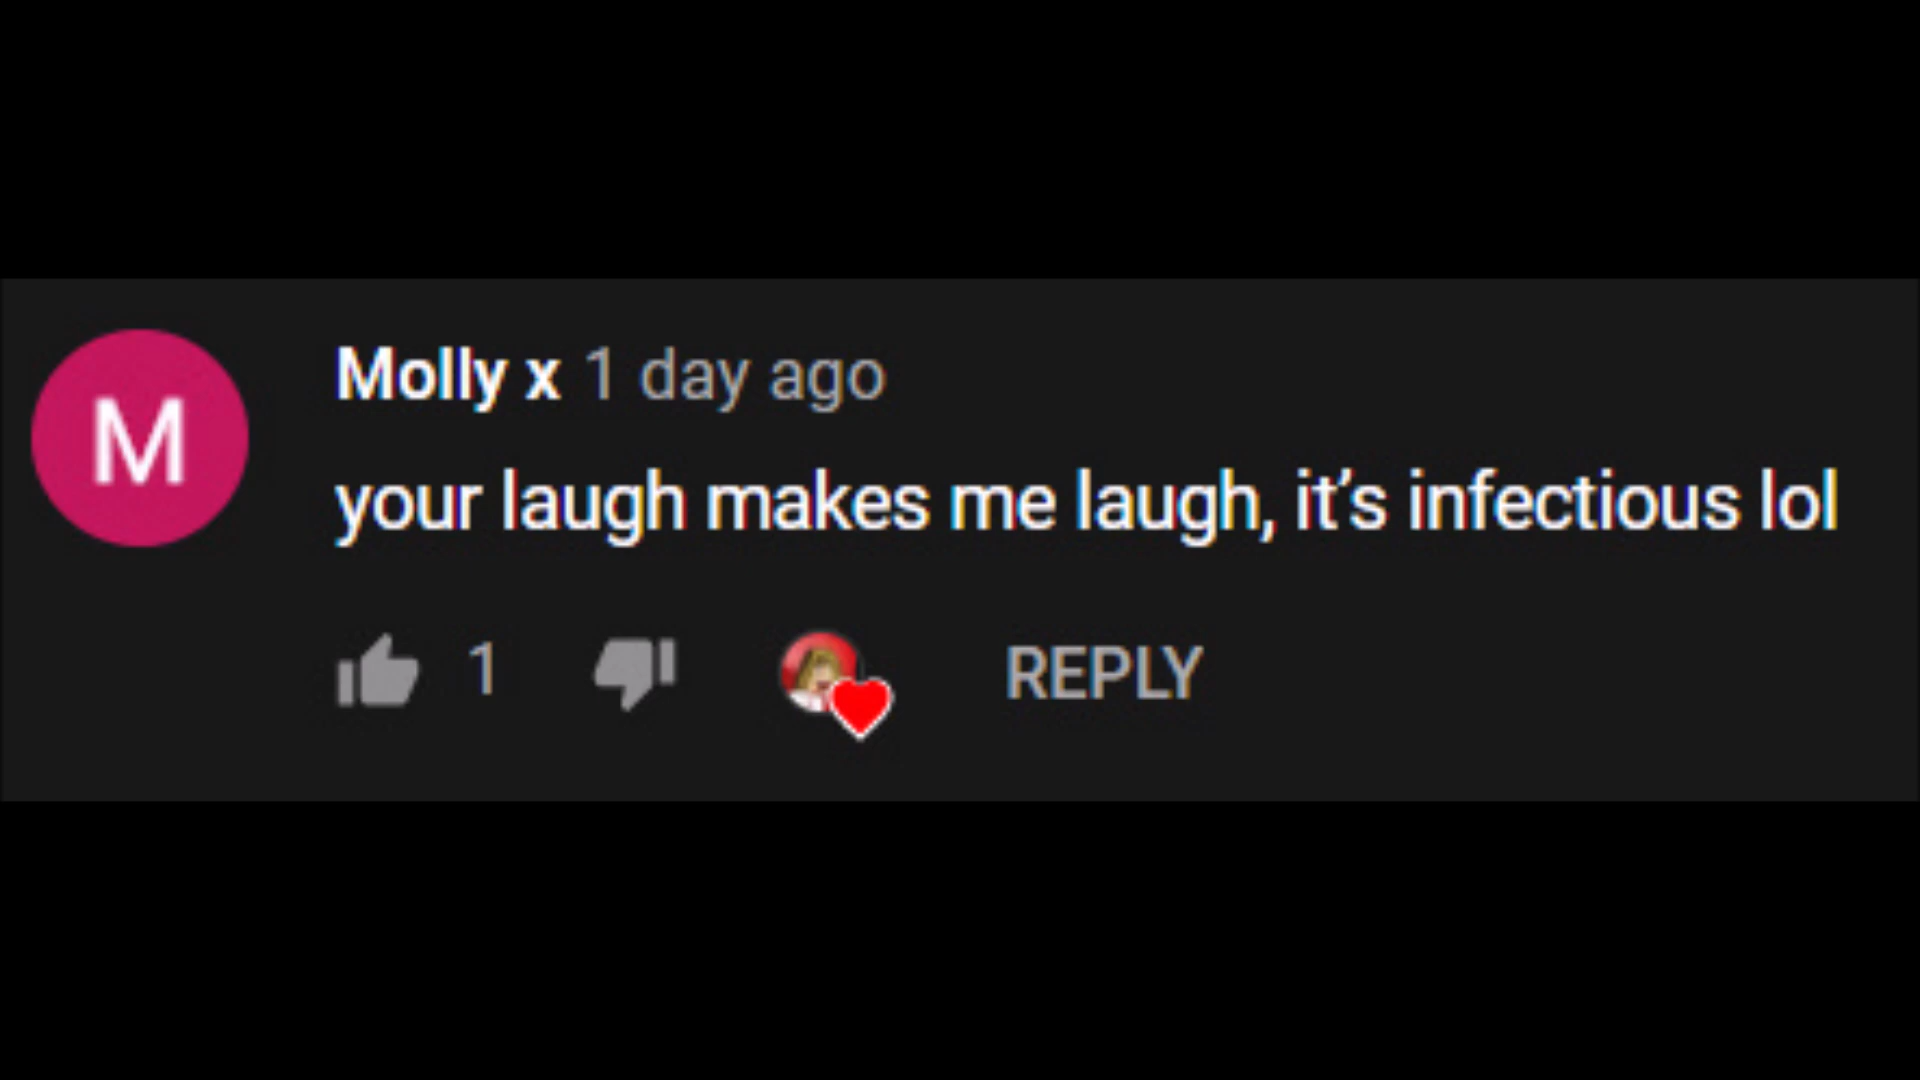 M
Molly x 1 day ago
your laugh makes me laugh, it’s infectious lol
1 REPLY